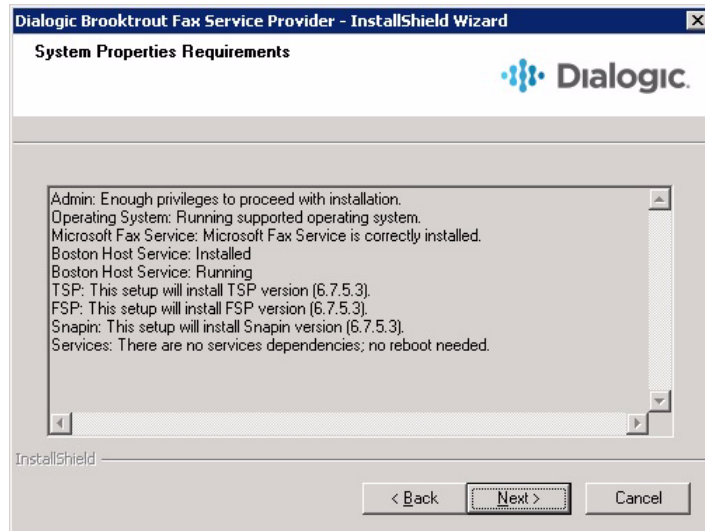 Dialogic Brooktrout Fax Service Provider - InstallShield Wizard
System Properties Requirements
Dialogic.
Admin: Enough privileges to proceed with installation.
Operating System: Running supported operating system.
Microsoft Fax Service: Microsoft Fax Service is correctly installed.
Boston Host Service: Installed
Boston Host Service: Running
TSP: This setup will install TSP version (6.7.5.3).
FSP: This setup will install FSP version (6.7.5.3).
Snapin: This setup will install Snapin version (6.7.5.3).
Services: There are no services dependencies; no reboot needed.
InstallShield
< Back Next > Cancel